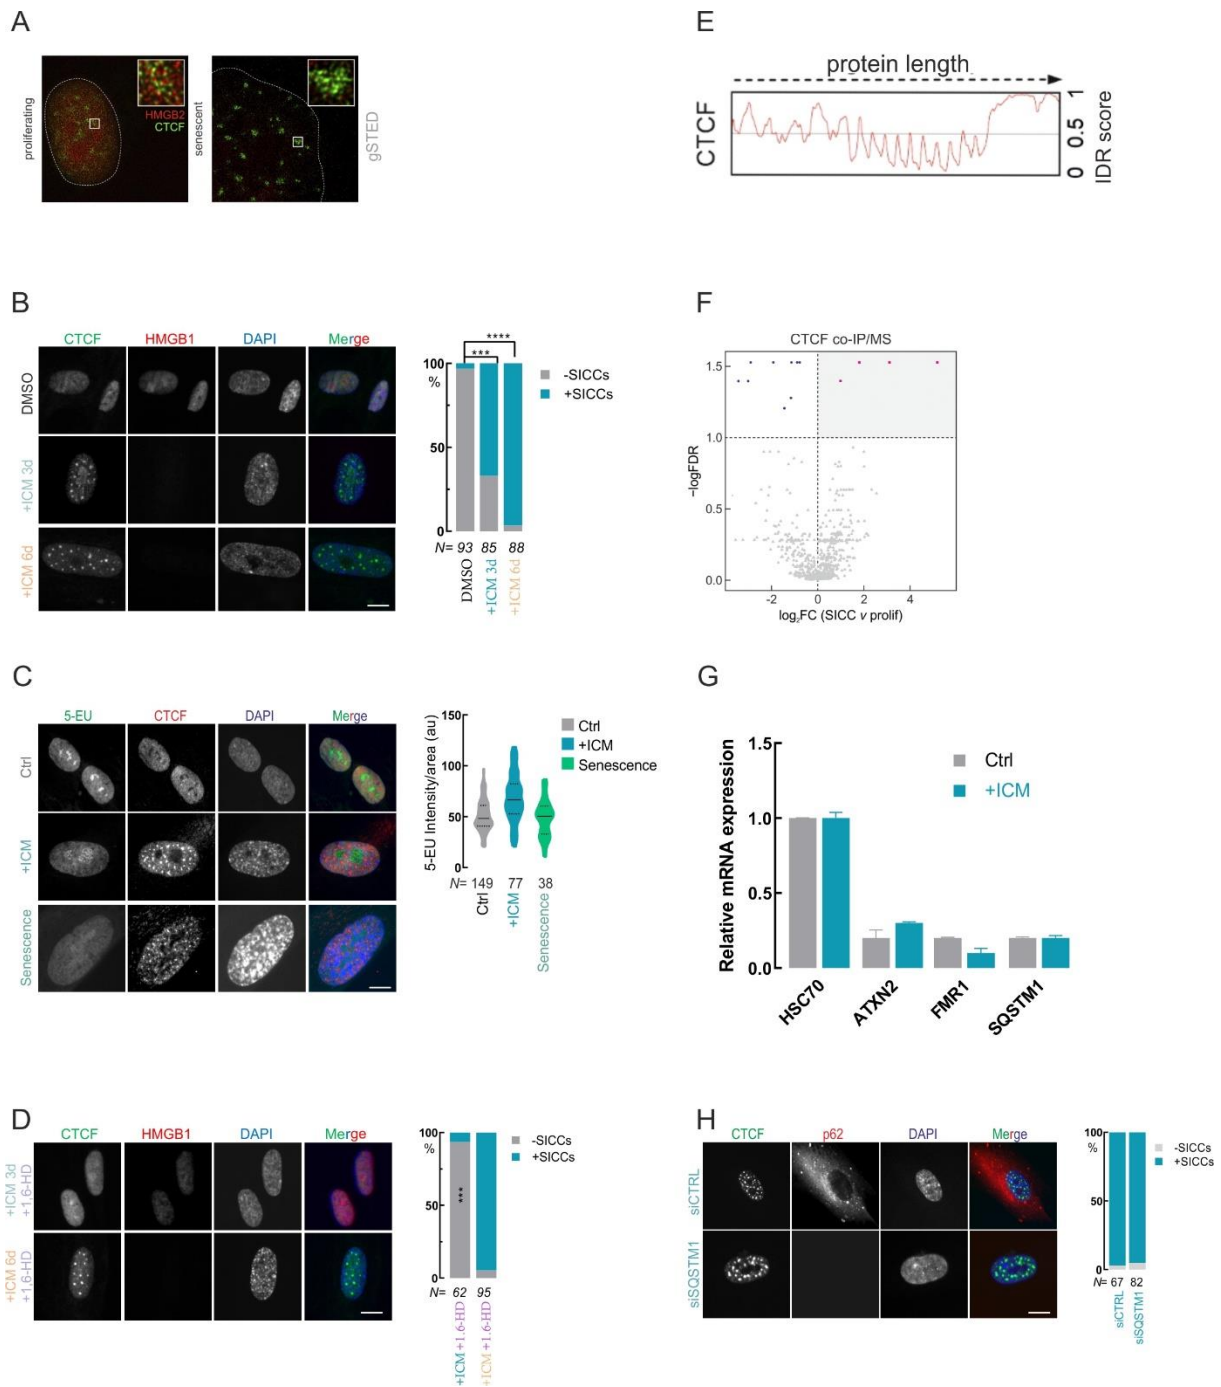 A
proliferating
HMGB2
CTCF
senescent
gSTED
B
CTCF HMGB1 DAPI Merge
DMSO
+ICM 3d
+ICM 6d
**** 
***
100
%
50
0
-SICCs
+SICCs
N= 93 85 88
DMSO
+ICM 3d
+ICM 6d
C
5-EU CTCF DAPI Merge
Ctrl
+ICM
Senescence
5-EU Intensity/area (au)
150
100
50
0
Ctrl
+ICM
Senescence
N= 149 77 38
Ctrl
+ICM
Senescence
D
CTCF HMGB1 DAPI Merge
+ICM 3d
+1.6-HD
+ICM 6d
+1.6-HD
100
%
50
0
***
-SICCs
+SICCs
N= 62 95
+ICM +1.6-HD
+ICM +1.6-HD
E
protein length
CTCF
1
0.5
0
IDR score
F
CTCF co-IP/MS
1.5
1.0
0.5
0.0
−logFDR
-2 0 2 4
log₂FC (SICC v prolif)
G
Relative mRNA expression
1.5
1.0
0.5
0.0
Ctrl
+ICM
HSC70
ATXN2
FMR1
SQSTM1
H
CTCF p62 DAPI Merge
siCTRL
siSQSTM1
100
%
50
0
-SICCs
+SICCs
N= 67 82
siCTRL
siSQSTM1